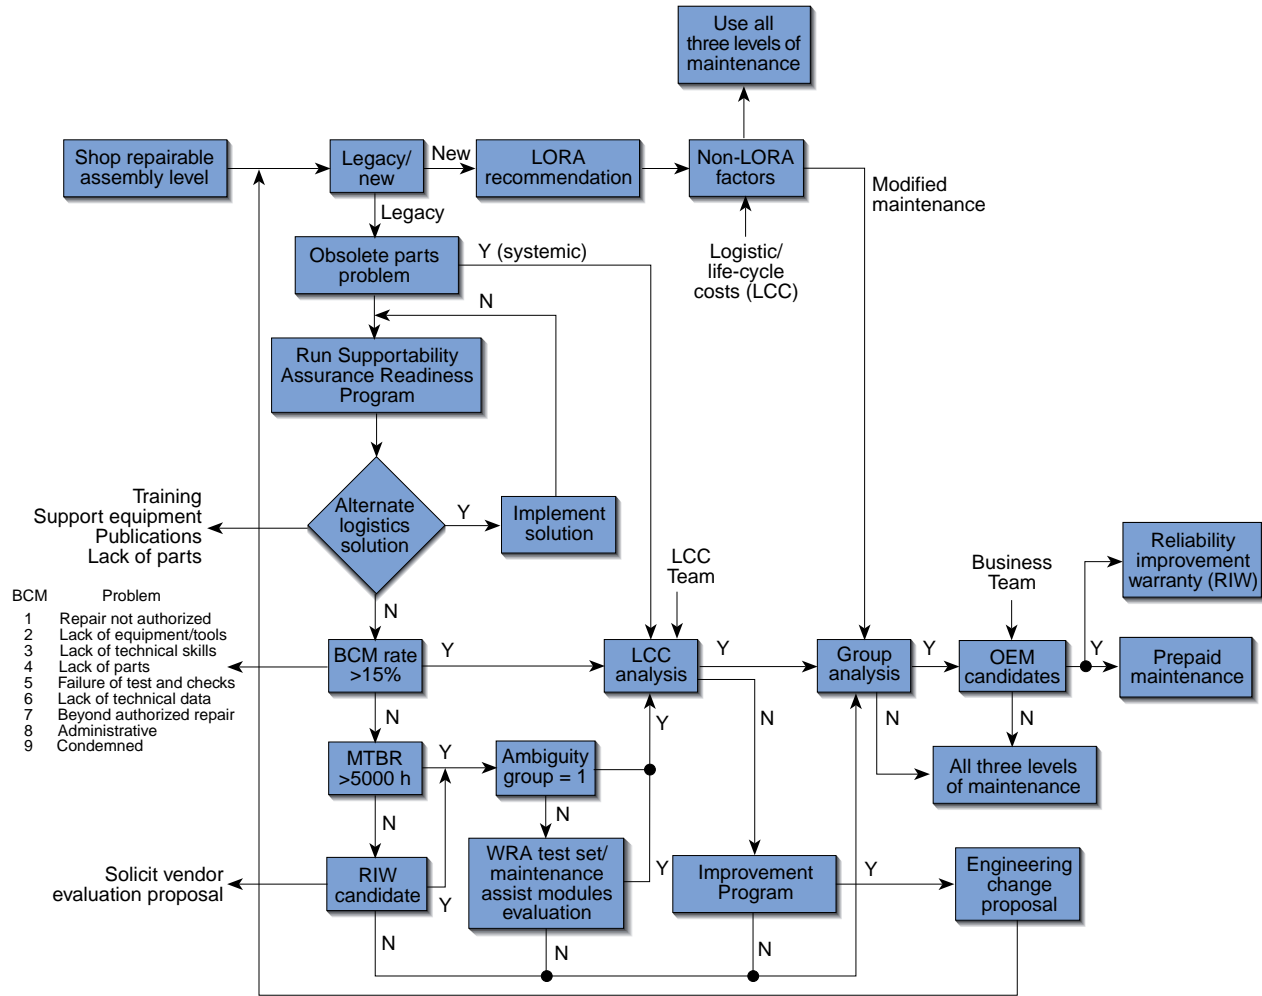 Use all
three levels of
maintenance
Shop repairable
assembly level
Legacy/
new
New
LORA
recommendation
Non-LORA
factors
Modified
maintenance
Legacy
Obsolete parts
problem
Y (systemic)
Logistic/
life-cycle
costs (LCC)
N
Run Supportability
Assurance Readiness
Program
Training
Support equipment
Publications
Lack of parts
Alternate
logistics
solution
Y
Implement
solution
LCC
Team
Business
Team
Reliability
improvement
warranty (RIW)
BCM Problem
1 Repair not authorized
2 Lack of equipment/tools
3 Lack of technical skills
4 Lack of parts
5 Failure of test and checks
6 Lack of technical data
7 Beyond authorized repair
8 Administrative
9 Condemned
N
BCM rate
>15%
Y
LCC
analysis
Y
Group
analysis
Y
OEM
candidates
Y
Prepaid
maintenance
N
Y
N
N
N
MTBR
>5000 h
Y
Ambiguity
group = 1
All three levels
of maintenance
N
N
Solicit vendor
evaluation proposal
RIW
candidate
Y
WRA test set/
maintenance
assist modules
evaluation
Y
Improvement
Program
Y
Engineering
change
proposal
N
N
N